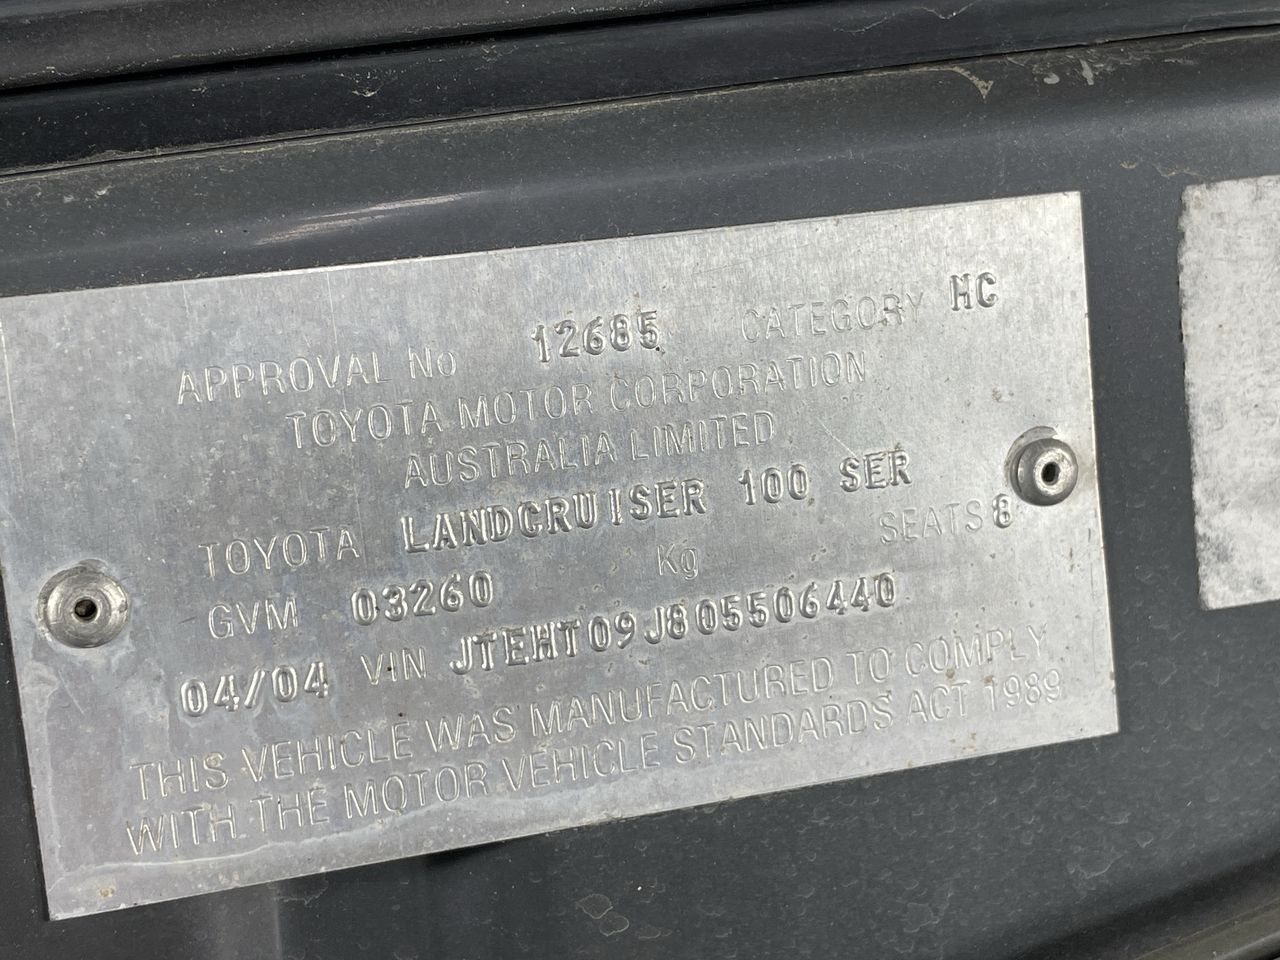 APPROVAL No 12685 CATEGORY MC
TOYOTA MOTOR CORPORATION
AUSTRALIA LIMITED
TOYOTA LANDCRUISER 100 SER
GVM 03260 Kg SEATS 8
04/04 VIN JTEHT09J805506440
THIS VEHICLE WAS MANUFACTURED TO COMPLY
WITH THE MOTOR VEHICLE STANDARDS ACT 1989